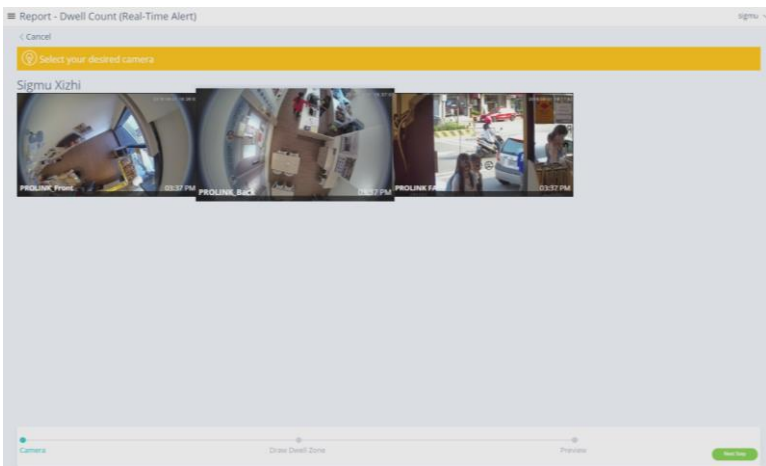 Report - Dwell Count (Real-Time Alert)
sigmu
Cancel
Select your desired camera
Sigmu Xizhi
PROLINK_Front
03:37 PM
PROLINK_Back
03:37 PM
PROLINK FA
03:37 PM
Camera
Draw Dwell Zone
Preview
Next Step